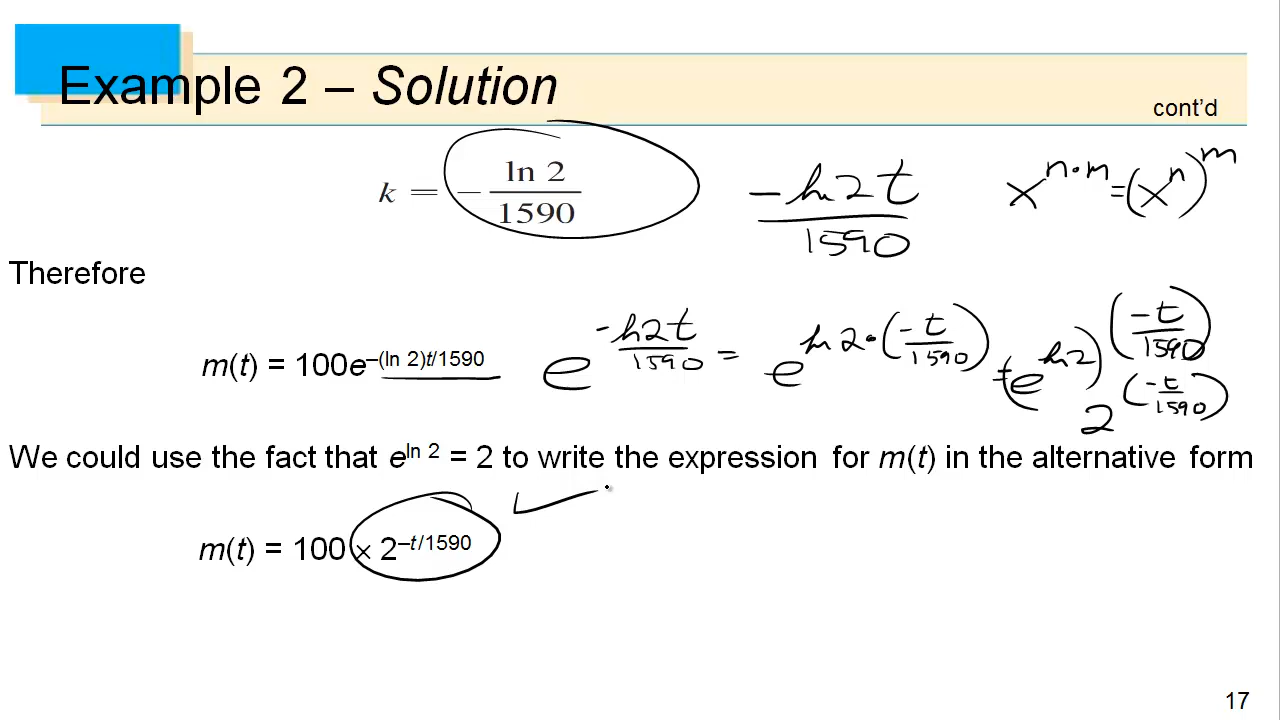 Example 2 – Solution
cont'd
k = – ln 2 / 1590
–ln2t / 1590
x^n·m = (x^n)^m
Therefore
m(t) = 100e^–(ln 2)t/1590
e^–ln2t/1590 = e^ln2·(–t/1590) = (e^ln2)^(–t/1590)
2^(–t/1590)
We could use the fact that e^ln 2 = 2 to write the expression for m(t) in the alternative form
m(t) = 100 × 2^–t/1590
17